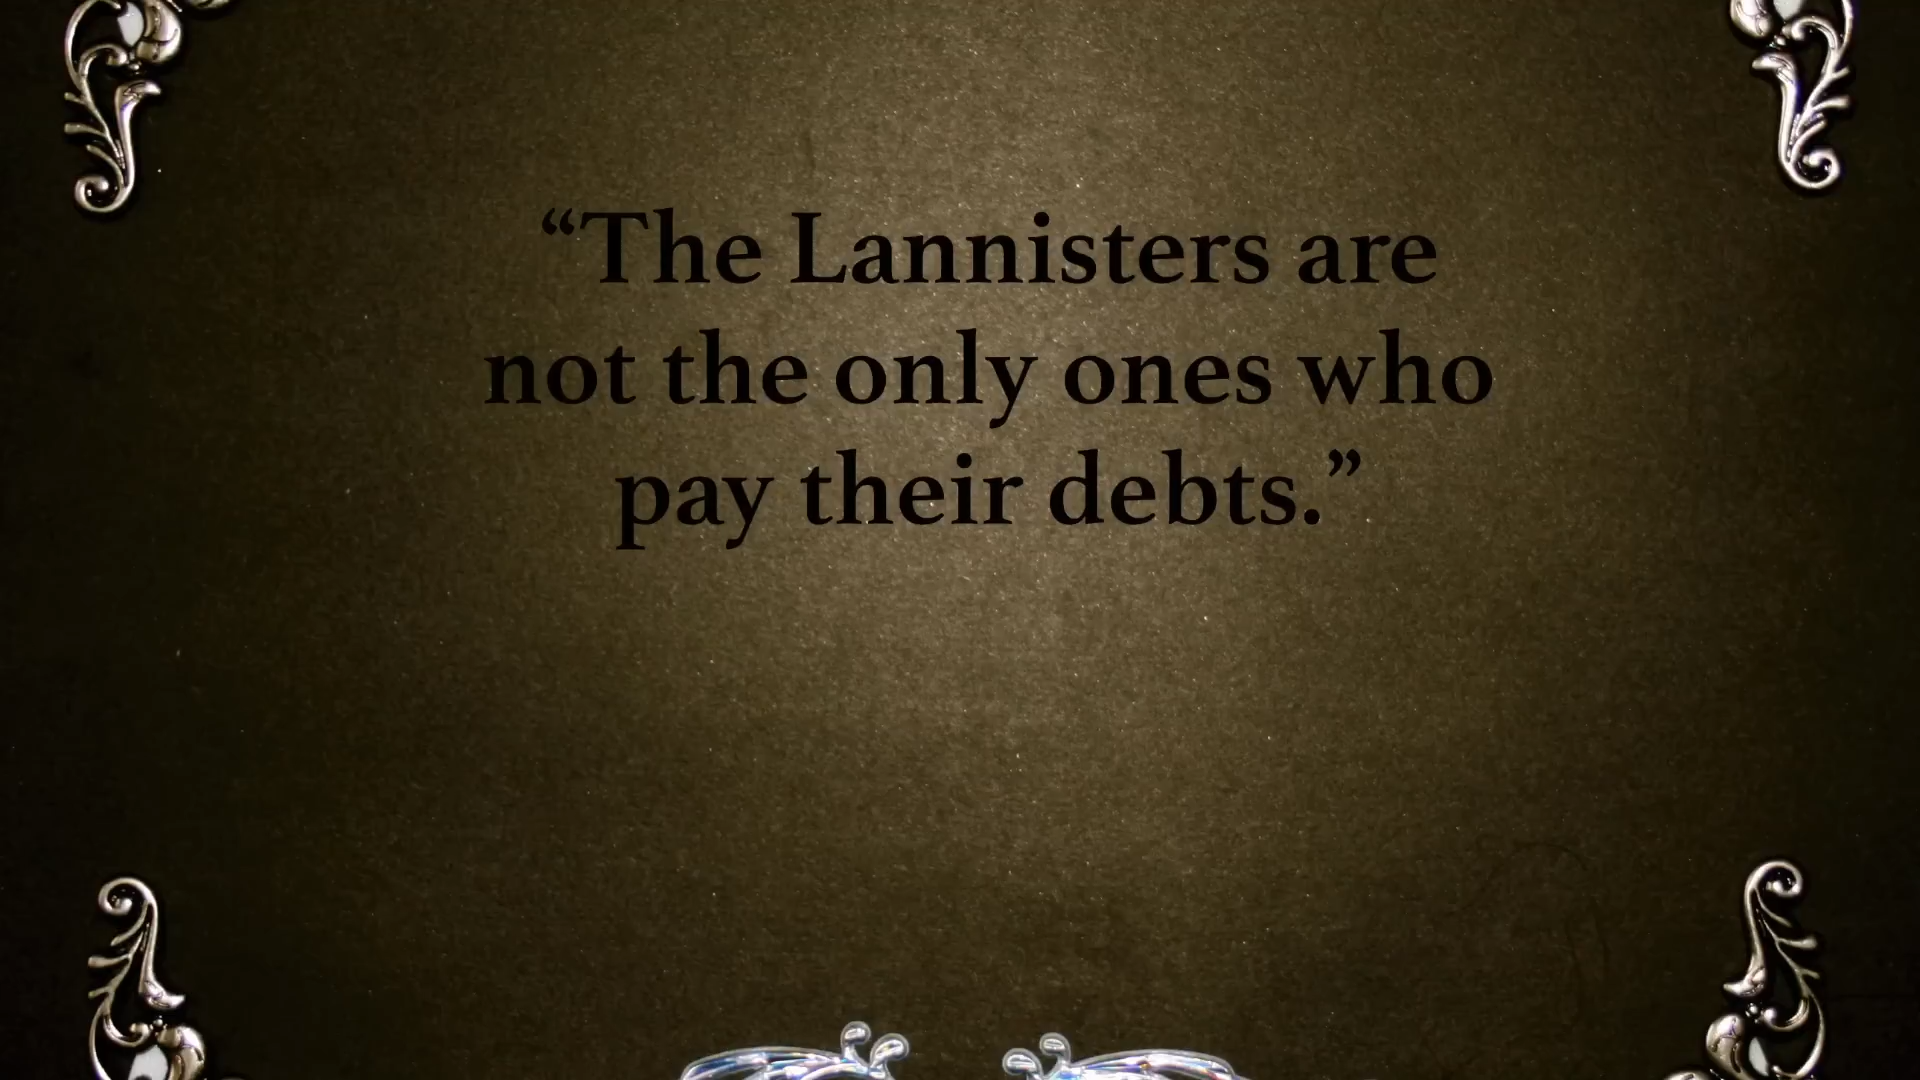 “The Lannisters are
not the only ones who
pay their debts.”